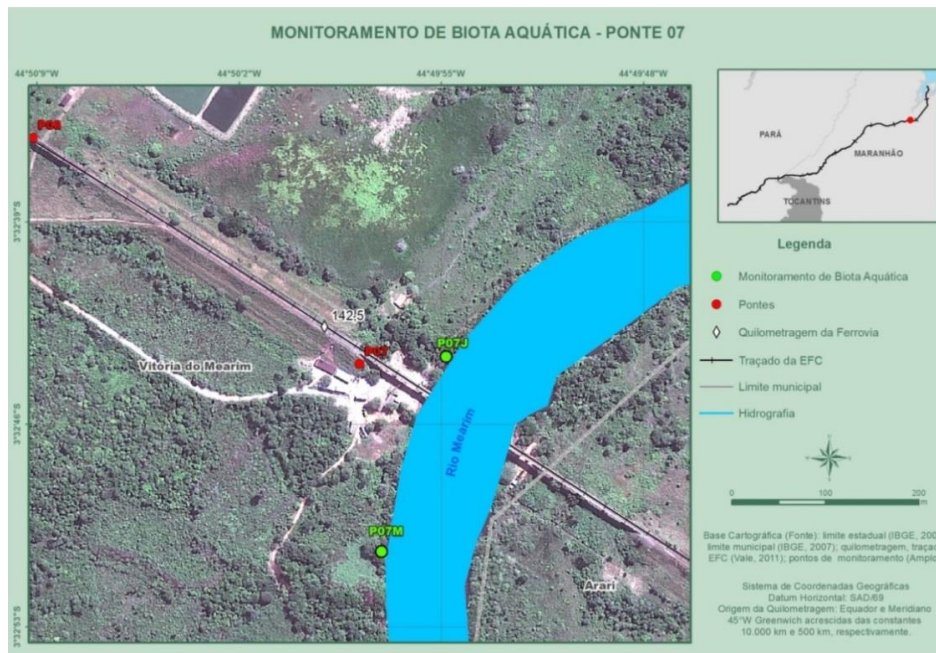 MONITORAMENTO DE BIOTA AQUÁTICA - PONTE 07
44°50'9"W
44°50'2"W
44°49'55"W
44°49'48"W
3°32'39"S
3°32'46"S
3°32'53"S
P08
142,5
P07
P07J
Vitória do Mearim
Rio Mearim
P07M
Arari
PARÁ
MARANHÃO
TOCANTINS
Legenda
Monitoramento de Biota Aquática
Pontes
Quilometragem da Ferrovia
Traçado da EFC
Limite municipal
Hidrografia
0 100 200
m
Base Cartográfica (Fonte): limite estadual (IBGE, 200
limite municipal (IBGE, 2007); quilometragem, traça
EFC (Vale, 2011); pontos de monitoramento (Amplo
Sistema de Coordenadas Geográficas
Datum Horizontal: SAD/69
Origem da Quilometragem: Equador e Meridiano
45°W Greenwich acrescidas das constantes
10.000 km e 500 km, respectivamente.